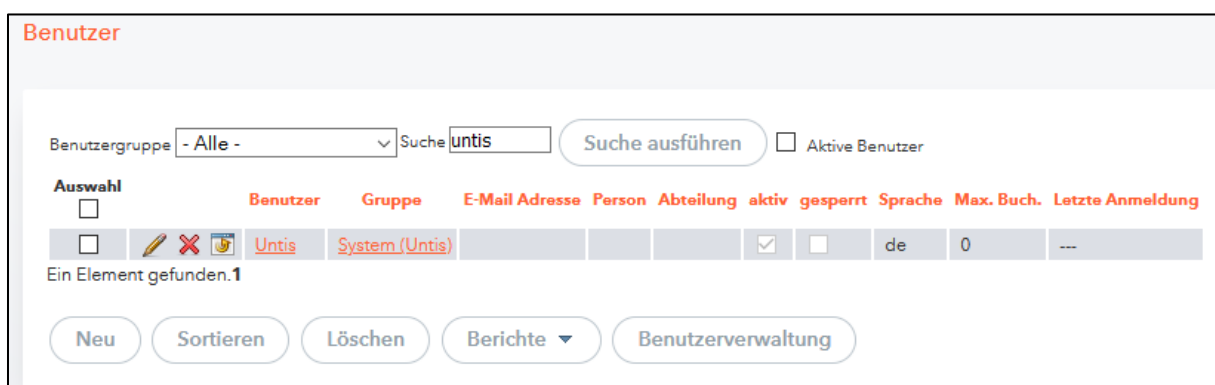 Benutzer
Benutzergruppe - Alle - Suche untis Suche ausführen Aktive Benutzer
Auswahl
Benutzer Gruppe E-Mail Adresse Person Abteilung aktiv gesperrt Sprache Max. Buch. Letzte Anmeldung
Untis System (Untis) de 0 ---
Ein Element gefunden.1
Neu Sortieren Löschen Berichte Benutzerverwaltung